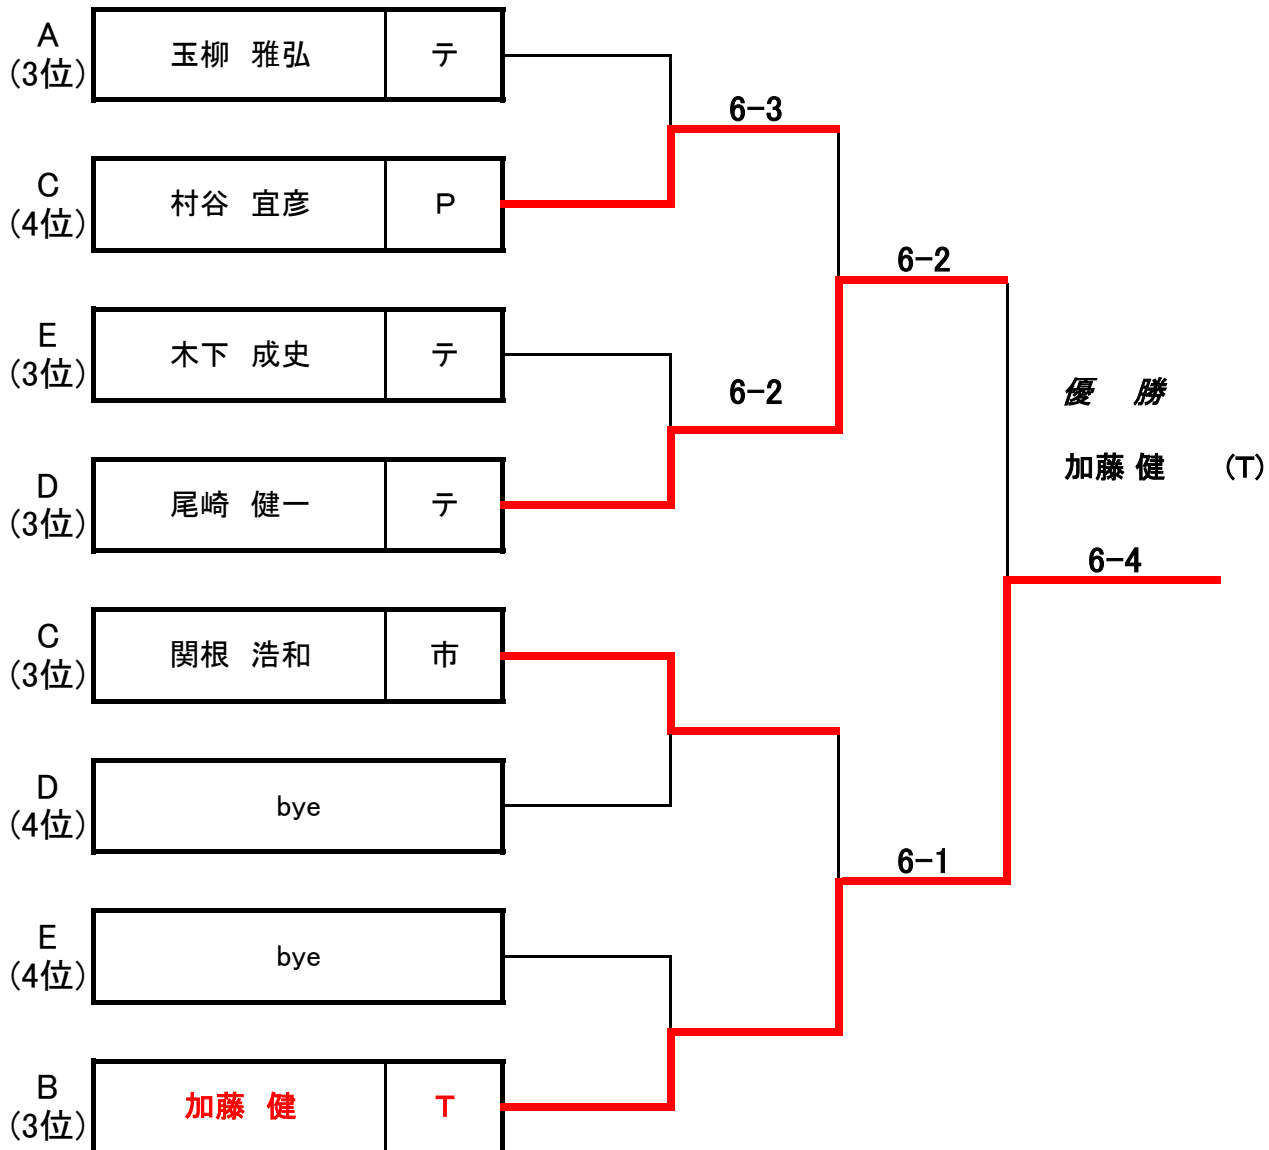 A
(3位)
玉柳 雅弘 テ
6-3
C
(4位)
村谷 宜彦 P
6-2
E
(3位)
木下 成史 テ
6-2
優 勝
加藤 健 (T)
D
(3位)
尾崎 健一 テ
6-4
C
(3位)
関根 浩和 市
D
(4位)
bye
6-1
E
(4位)
bye
B
(3位)
加藤 健 T